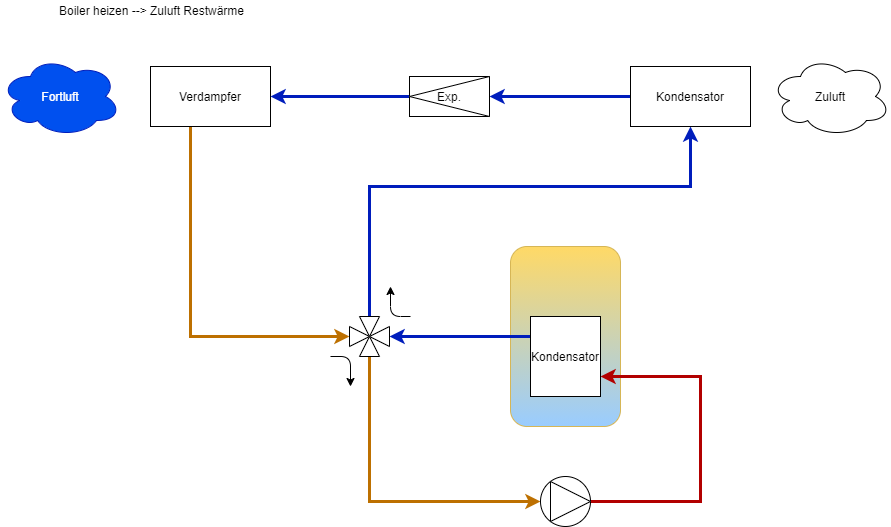 Boiler heizen --> Zuluft Restwärme
Fortluft
Verdampfer
Exp.
Kondensator
Zuluft
Kondensator